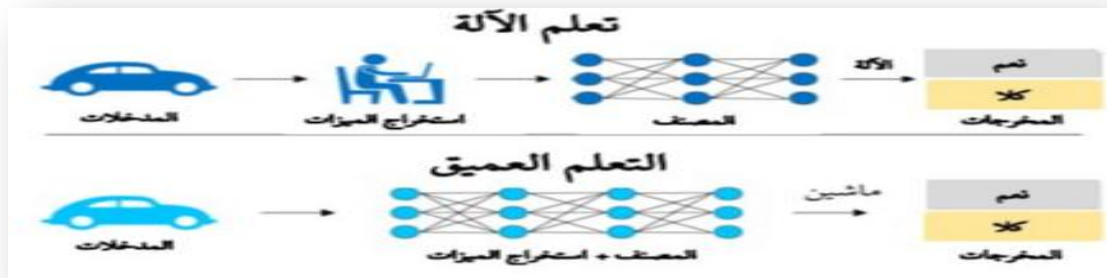 تعلم الآلة
الآلة
نعم
كلا
المدخلات
استخراج الميزات
المصنف
المخرجات
التعلم العميق
ماشين
نعم
كلا
المدخلات
المصنف + استخراج الميزات
المخرجات